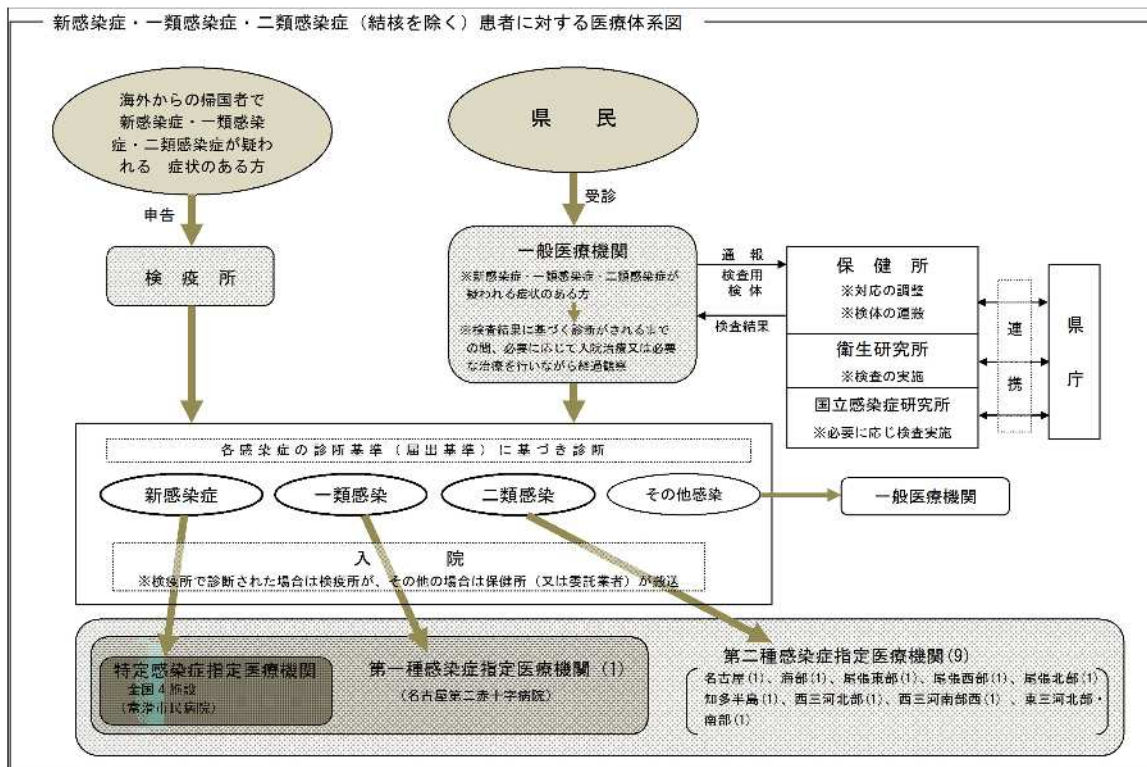 新感染症・一類感染症・二類感染症（結核を除く）患者に対する医療体系図
海外からの帰国者で
新感染症・一類感染
症・二類感染症が疑わ
れる　症状のある方
県　民
申告
受診
検　疫　所
一般医療機関
※新感染症・一類感染症・二類感染症が
疑われる症状のある方
※検査結果に基づく診断がされるまで
の間、必要に応じて入院治療又は必要
な治療を行いながら経過観察
通　報
検査用
検　体
検査結果
保　健　所
※対応の調整
※検体の運搬
衛生研究所
※検査の実施
国立感染症研究所
※必要に応じ検査実施
連
携
県
庁
各感染症の診断基準（届出基準）に基づき診断
新感染症
一類感染
二類感染
その他感染
一般医療機関
入　　院
※検疫所で診断された場合は検疫所が、その他の場合は保健所（又は委託業者）が搬送
特定感染症指定医療機関
全国４施設
（常滑市民病院）
第一種感染症指定医療機関（1）
（名古屋第二赤十字病院）
第二種感染症指定医療機関(9)
名古屋(1)、海部(1)、尾張東部(1)、尾張西部(1)、尾張北部(1)
知多半島(1)、西三河北部(1)、西三河南部西(1)、東三河北部・
南部(1)